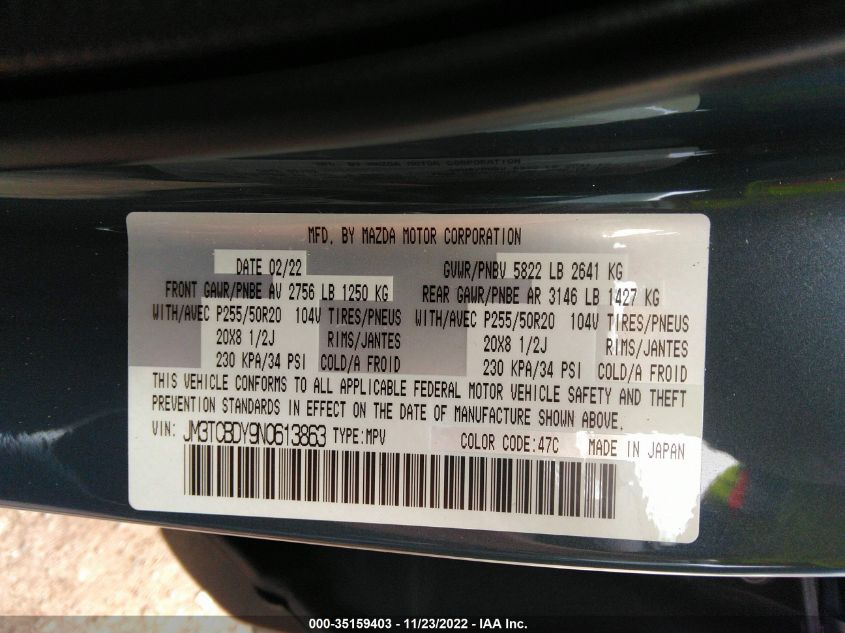 MFD. BY MAZDA MOTOR CORPORATION
DATE 02/22 GVWR/PNBV 5822 LB 2641 KG
FRONT GAWR/PNBE AV 2756 LB 1250 KG REAR GAWR/PNBE AR 3146 LB 1427 KG
WITH/AVEC P255/50R20 104V TIRES/PNEUS WITH/AVEC P255/50R20 104V TIRES/PNEUS
20X8 1/2J RIMS/JANTES 20X8 1/2J RIMS/JANTES
230 KPA/34 PSI COLD/A FROID 230 KPA/34 PSI COLD/A FROID
THIS VEHICLE CONFORMS TO ALL APPLICABLE FEDERAL MOTOR VEHICLE SAFETY AND THEFT
PREVENTION STANDARDS IN EFFECT ON THE DATE OF MANUFACTURE SHOWN ABOVE.
VIN: JM3TCBDY9N0613863 TYPE:MPV COLOR CODE:47C MADE IN JAPAN
000-35159403 - 11/23/2022 - IAA Inc.